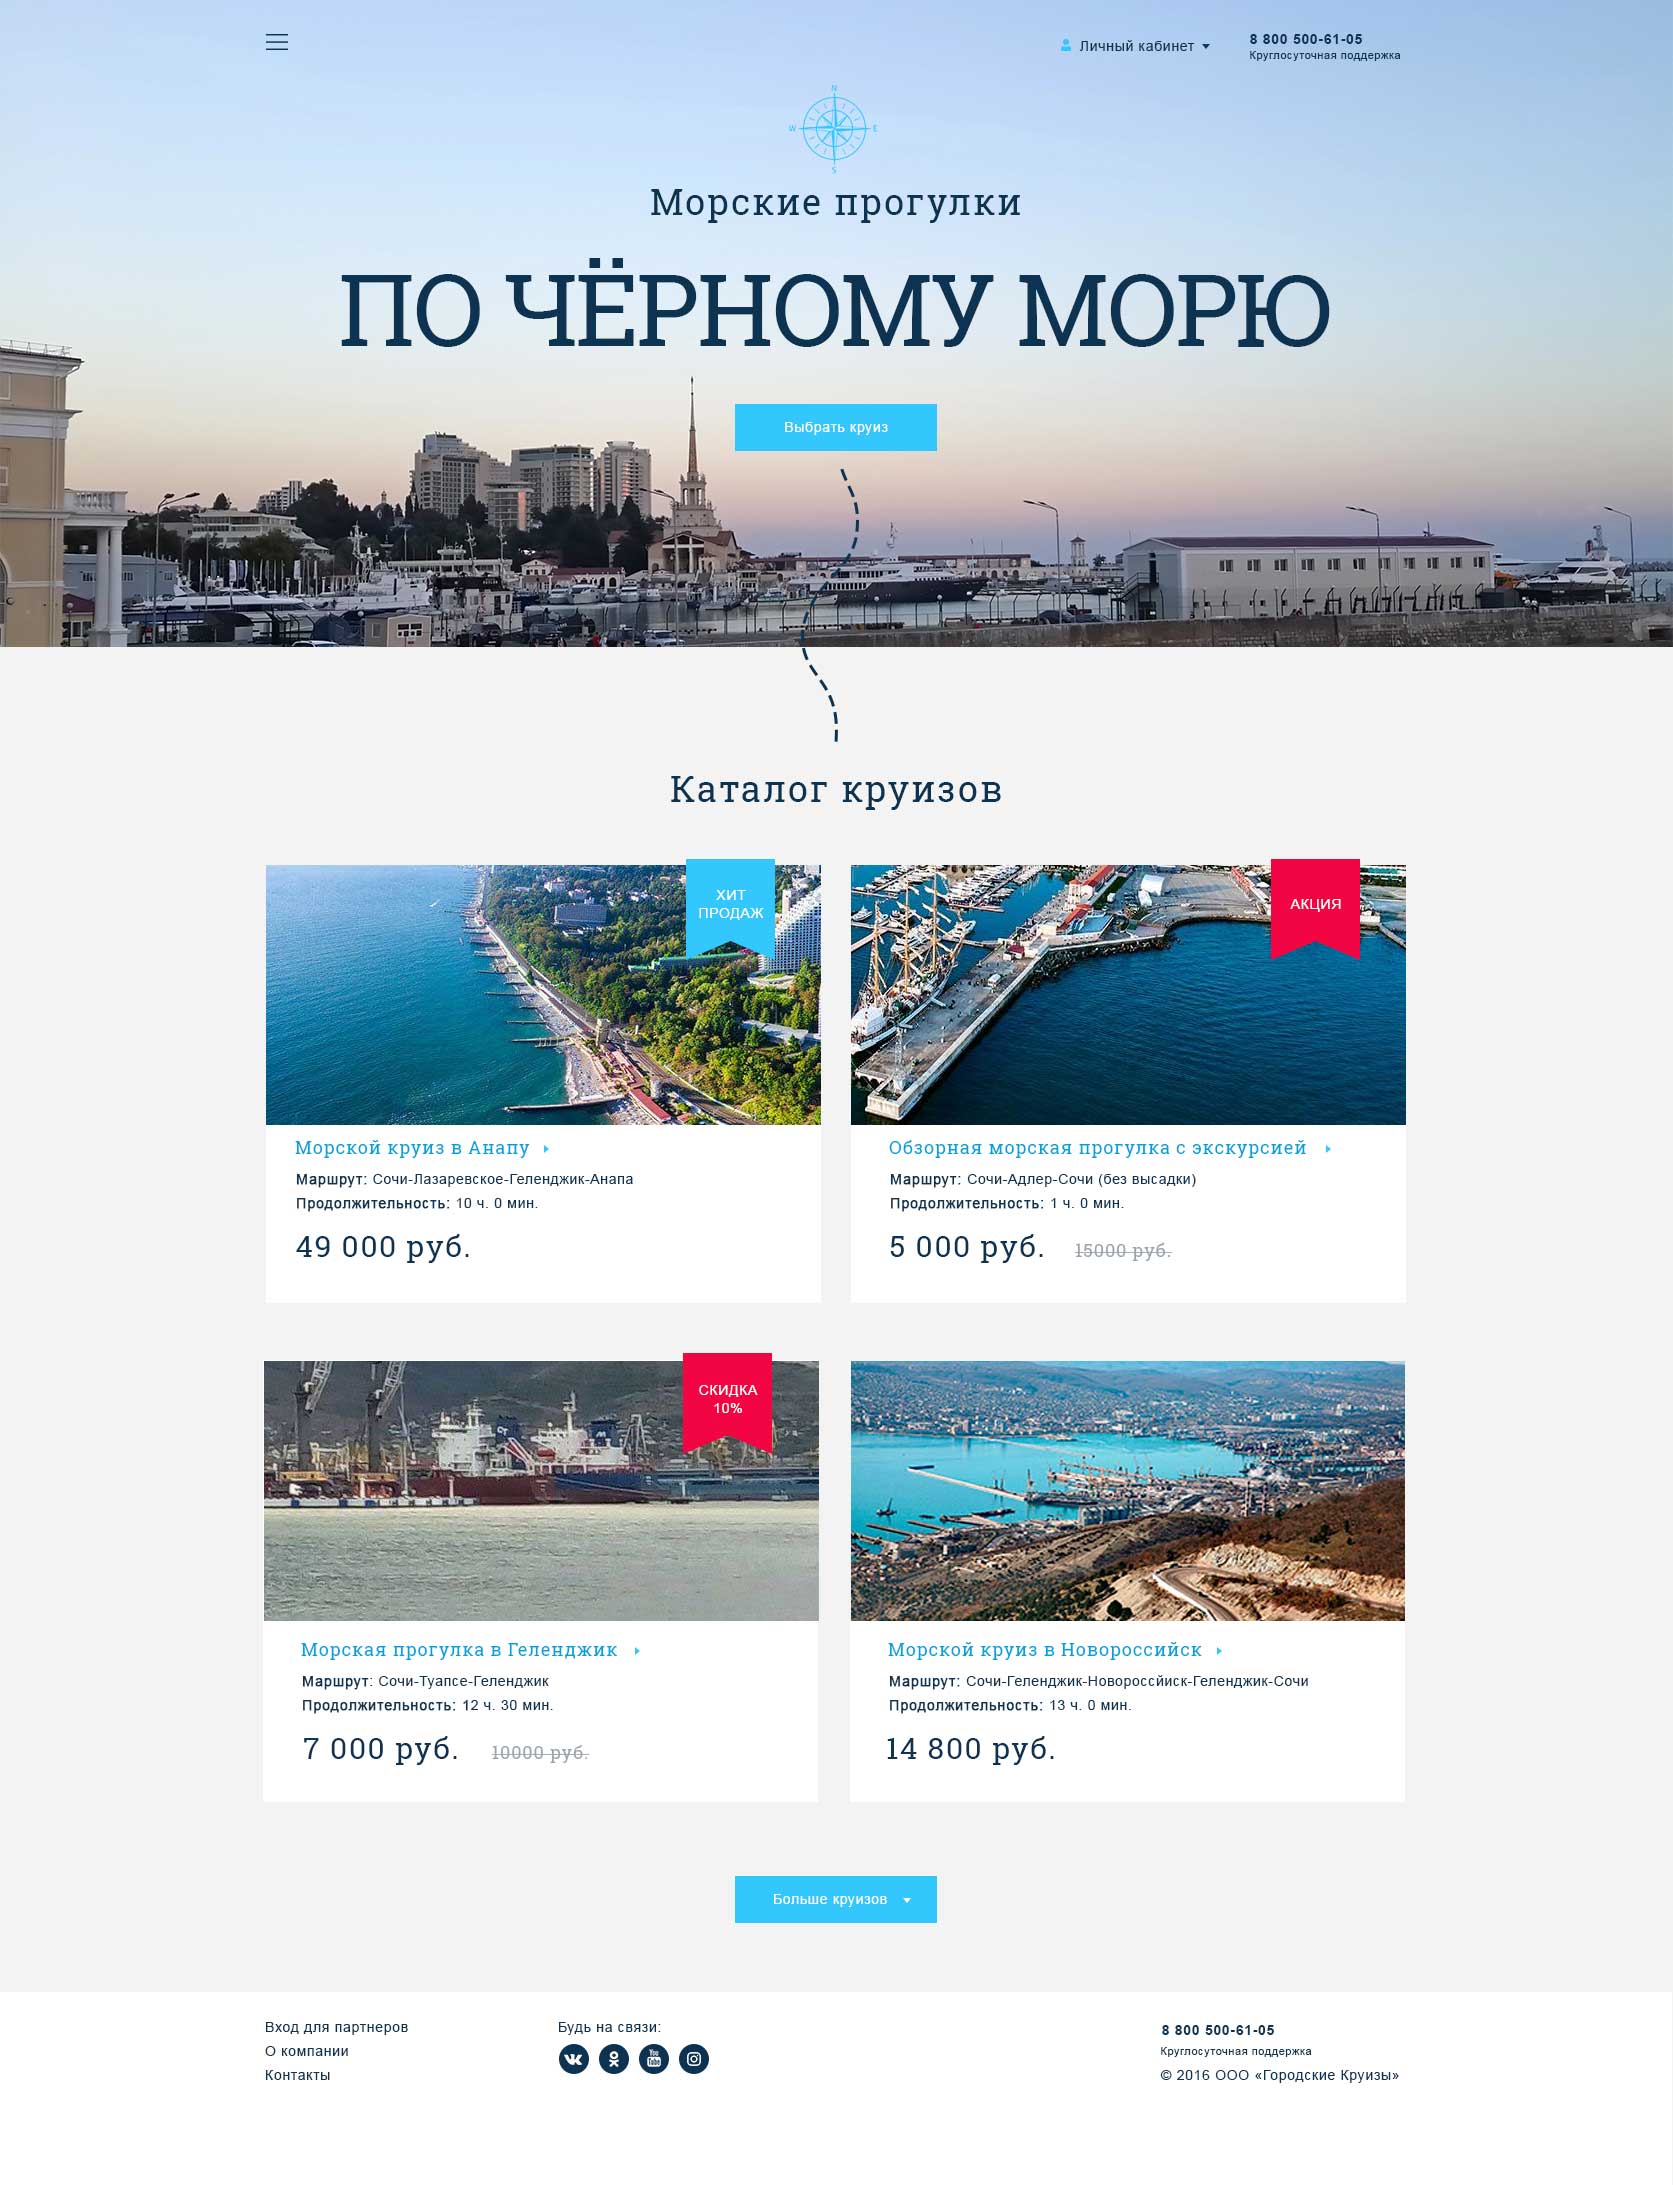 Личный кабинет
8 800 500-61-05
Круглосуточная поддержка
N
W E
S
Морские прогулки
ПО ЧЁРНОМУ МОРЮ
Выбрать круиз
Каталог круизов
ХИТ
ПРОДАЖ
Морской круиз в Анапу
Маршрут: Сочи-Лазаревское-Геленджик-Анапа
Продолжительность: 10 ч. 0 мин.
49 000 руб.
АКЦИЯ
Обзорная морская прогулка с экскурсией
Маршрут: Сочи-Адлер-Сочи (без высадки)
Продолжительность: 1 ч. 0 мин.
5 000 руб. 15000 руб.
СКИДКА
10%
Морская прогулка в Геленджик
Маршрут: Сочи-Туапсе-Геленджик
Продолжительность: 12 ч. 30 мин.
7 000 руб. 10000 руб.
Морской круиз в Новороссийск
Маршрут: Сочи-Геленджик-Новороссйиск-Геленджик-Сочи
Продолжительность: 13 ч. 0 мин.
14 800 руб.
Больше круизов
Вход для партнеров
О компании
Контакты
Будь на связи:
You
Tube
8 800 500-61-05
Круглосуточная поддержка
© 2016 ООО «Городские Круизы»